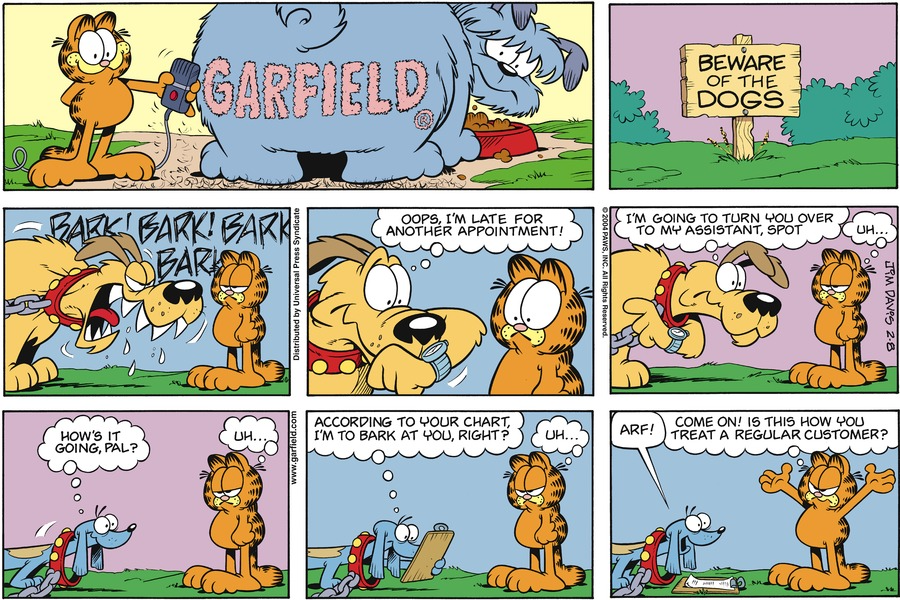 GARFIELD
®
BEWARE
OF THE
DOGS
BARK! BARK! BARK
BARK
Distributed by Universal Press Syndicate
OOPS, I'M LATE FOR
ANOTHER APPOINTMENT!
© 2004 PAWS, INC. All Rights Reserved.
I'M GOING TO TURN YOU OVER
TO MY ASSISTANT, SPOT
UH...
JIM DAVIS 2·8
HOW'S IT
GOING, PAL?
UH...
www.garfield.com
ACCORDING TO YOUR CHART,
I'M TO BARK AT YOU, RIGHT?
UH...
ARF!
COME ON! IS THIS HOW YOU
TREAT A REGULAR CUSTOMER?